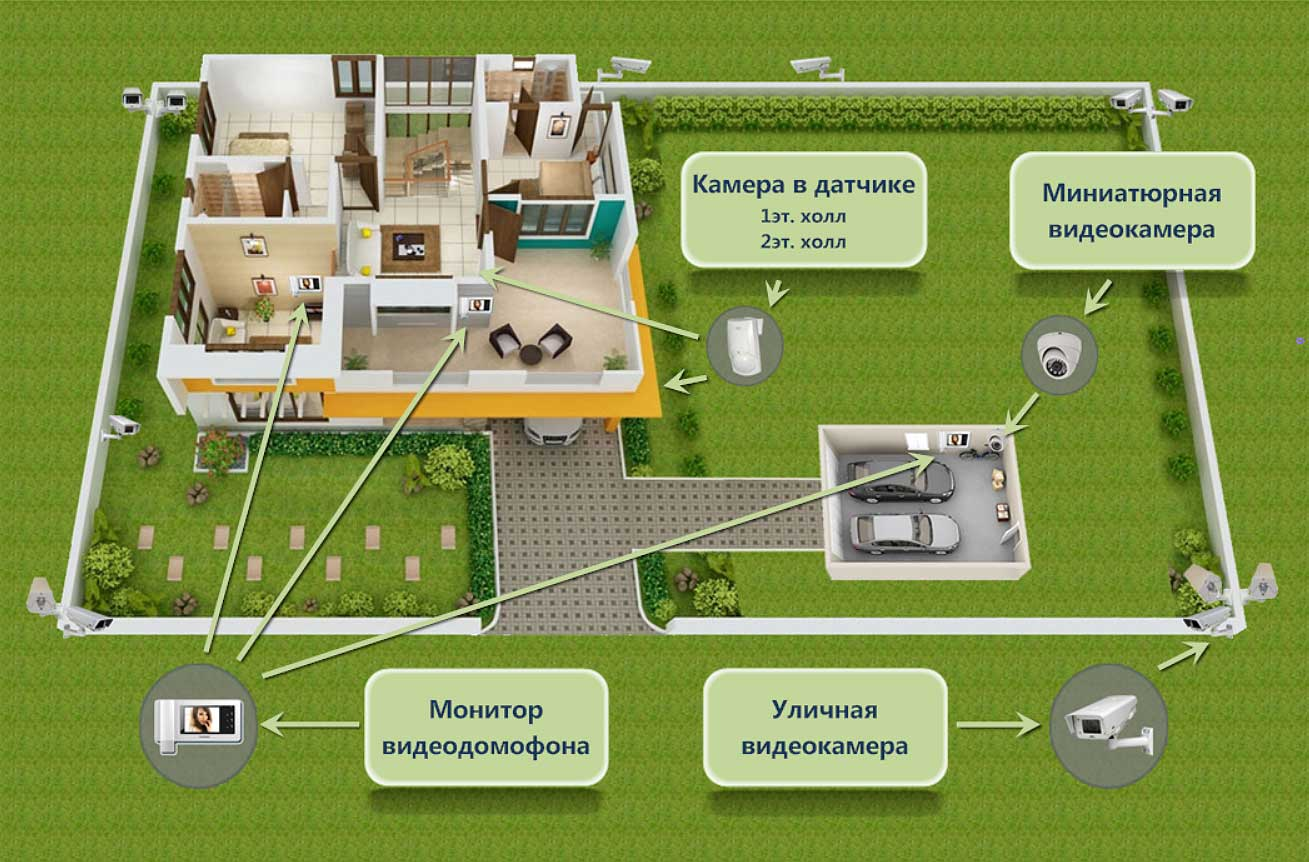 Камера в датчике
1эт. холл
2эт. холл
Миниатюрная
видеокамера
Монитор
видеодомофона
Уличная
видеокамера